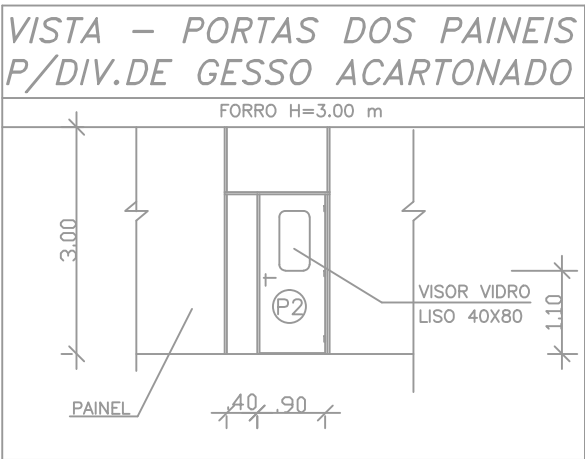 VISTA - PORTAS DOS PAINEIS
P/DIV.DE GESSO ACARTONADO
FORRO H=3.00 m
3.00
P2
VISOR VIDRO
LISO 40X80
1.10
PAINEL
.40
.90